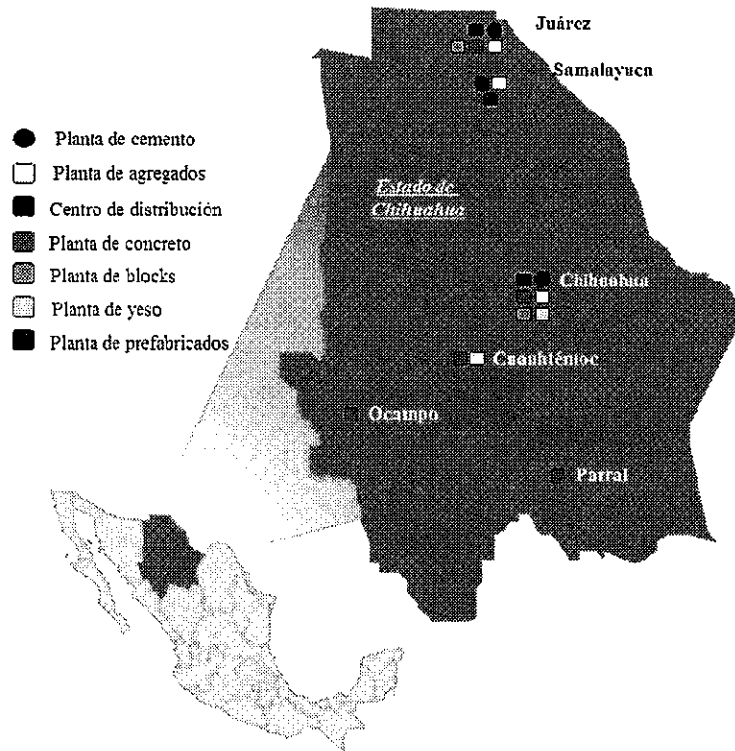 Juárez
Samalayuca
Planta de cemento
Planta de agregados
Centro de distribución
Planta de concreto
Planta de blocks
Planta de yeso
Planta de prefabricados
Estado de
Chihuahua
Chihuahua
Cuauhtémoc
Ocampo
Parral